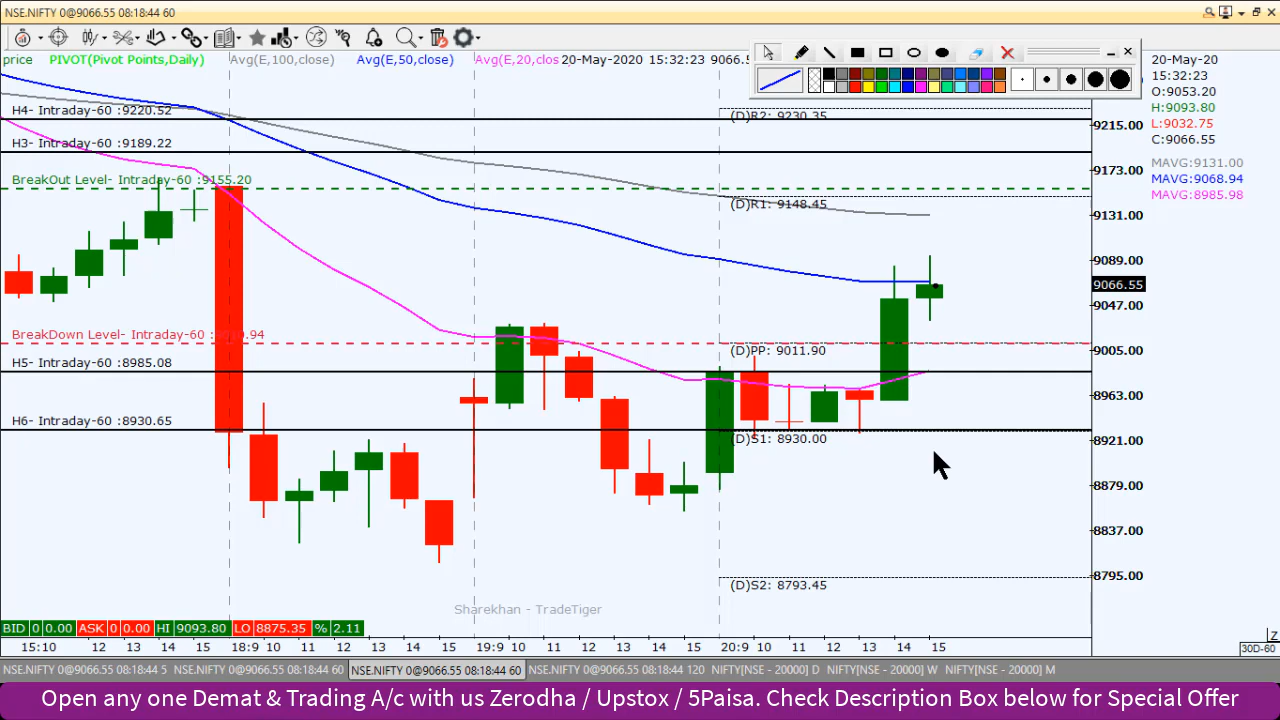 NSE.NIFTY 0@9066.55 08:18:44 60
price PIVOT(Pivot Points,Daily) Avg(E,100,close) Avg(E,50,close) Avg(E,20,clos 20-May-2020 15:32:23 9066.5
20-May-20
15:32:23
O:9053.20
H:9093.80
L:9032.75
C:9066.55
MAVG:9131.00
MAVG:9068.94
MAVG:8985.98
H4- Intraday-60 :9220.52
(D)R2: 9230.35
H3- Intraday-60 :9189.22
BreakOut Level- Intraday-60 :9155.20
(D)R1: 9148.45
BreakDown Level- Intraday-60 :
(D)PP: 9011.90
H5- Intraday-60 :8985.08
H6- Intraday-60 :8930.65
(D)S1: 8930.00
(D)S2: 8793.45
9215.00
9173.00
9131.00
9089.00
9066.55
9047.00
9005.00
8963.00
8921.00
8879.00
8837.00
8795.00
Sharekhan - TradeTiger
BID 0 0.00 ASK 0 0.00 HI 9093.80 LO 8875.35 % 2.11
15:10 12 13 14 15 18:9 10 11 12 13 14 15 19:9 10 11 12 13 14 15 20:9 10 11 12 13 14 15
Z
30D-60
NSE.NIFTY 0@9066.55 08:18:44 5 NSE.NIFTY 0@9066.55 08:18:44 60 NSE.NIFTY 0@9066.55 08:18:44 60 NSE.NIFTY 0@9066.55 08:18:44 120 NIFTY[NSE - 20000] D NIFTY[NSE - 20000] W NIFTY[NSE - 20000] M
Open any one Demat & Trading A/c with us Zerodha / Upstox / 5Paisa. Check Description Box below for Special Offer